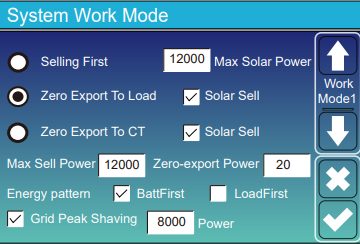 System Work Mode
Selling First 12000 Max Solar Power
Work
Mode1
Zero Export To Load Solar Sell
Zero Export To CT Solar Sell
Max Sell Power 12000 Zero-export Power 20
Energy pattern BattFirst LoadFirst
Grid Peak Shaving 8000 Power